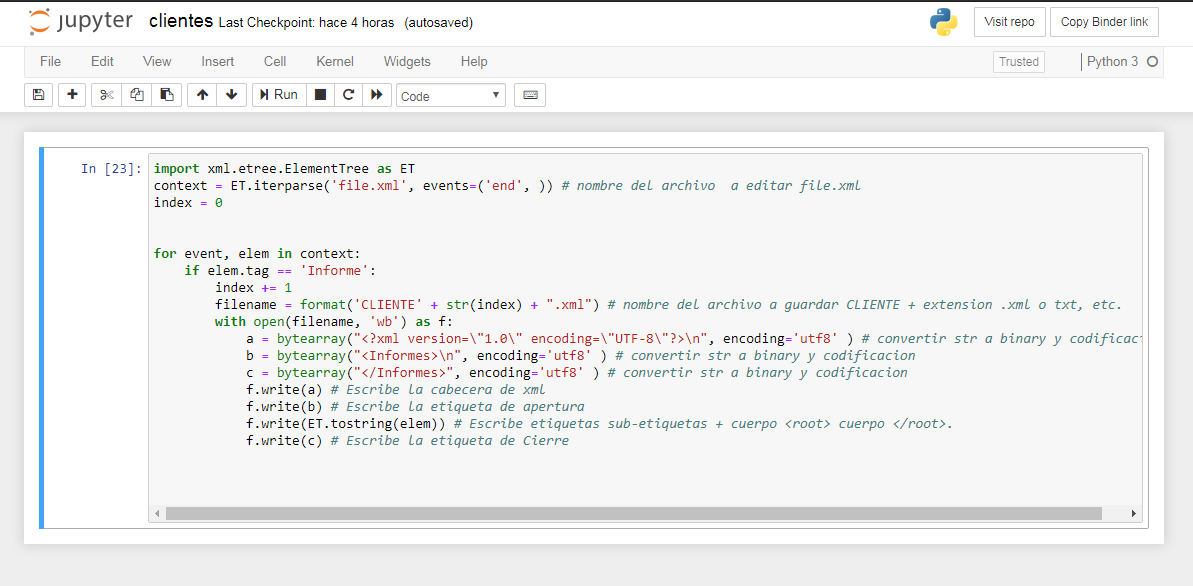 jupyter clientes Last Checkpoint: hace 4 horas (autosaved) Visit repo Copy Binder link
File Edit View Insert Cell Kernel Widgets Help Trusted Python 3
Run Code
In [23]: import xml.etree.ElementTree as ET
context = ET.iterparse('file.xml', events=('end', )) # nombre del archivo  a editar file.xml
index = 0
for event, elem in context:
    if elem.tag == 'Informe':
        index += 1
        filename = format('CLIENTE' + str(index) + ".xml") # nombre del archivo a guardar CLIENTE + extension .xml o txt, etc.
        with open(filename, 'wb') as f:
            a = bytearray("<?xml version=\"1.0\" encoding=\"UTF-8\"?>\n", encoding='utf8' ) # convertir str a binary y codificac
            b = bytearray("<Informes>\n", encoding='utf8' ) # convertir str a binary y codificacion
            c = bytearray("</Informes>", encoding='utf8' ) # convertir str a binary y codificacion
            f.write(a) # Escribe la cabecera de xml
            f.write(b) # Escribe la etiqueta de apertura
            f.write(ET.tostring(elem)) # Escribe etiquetas sub-etiquetas + cuerpo <root> cuerpo </root>.
            f.write(c) # Escribe la etiqueta de Cierre